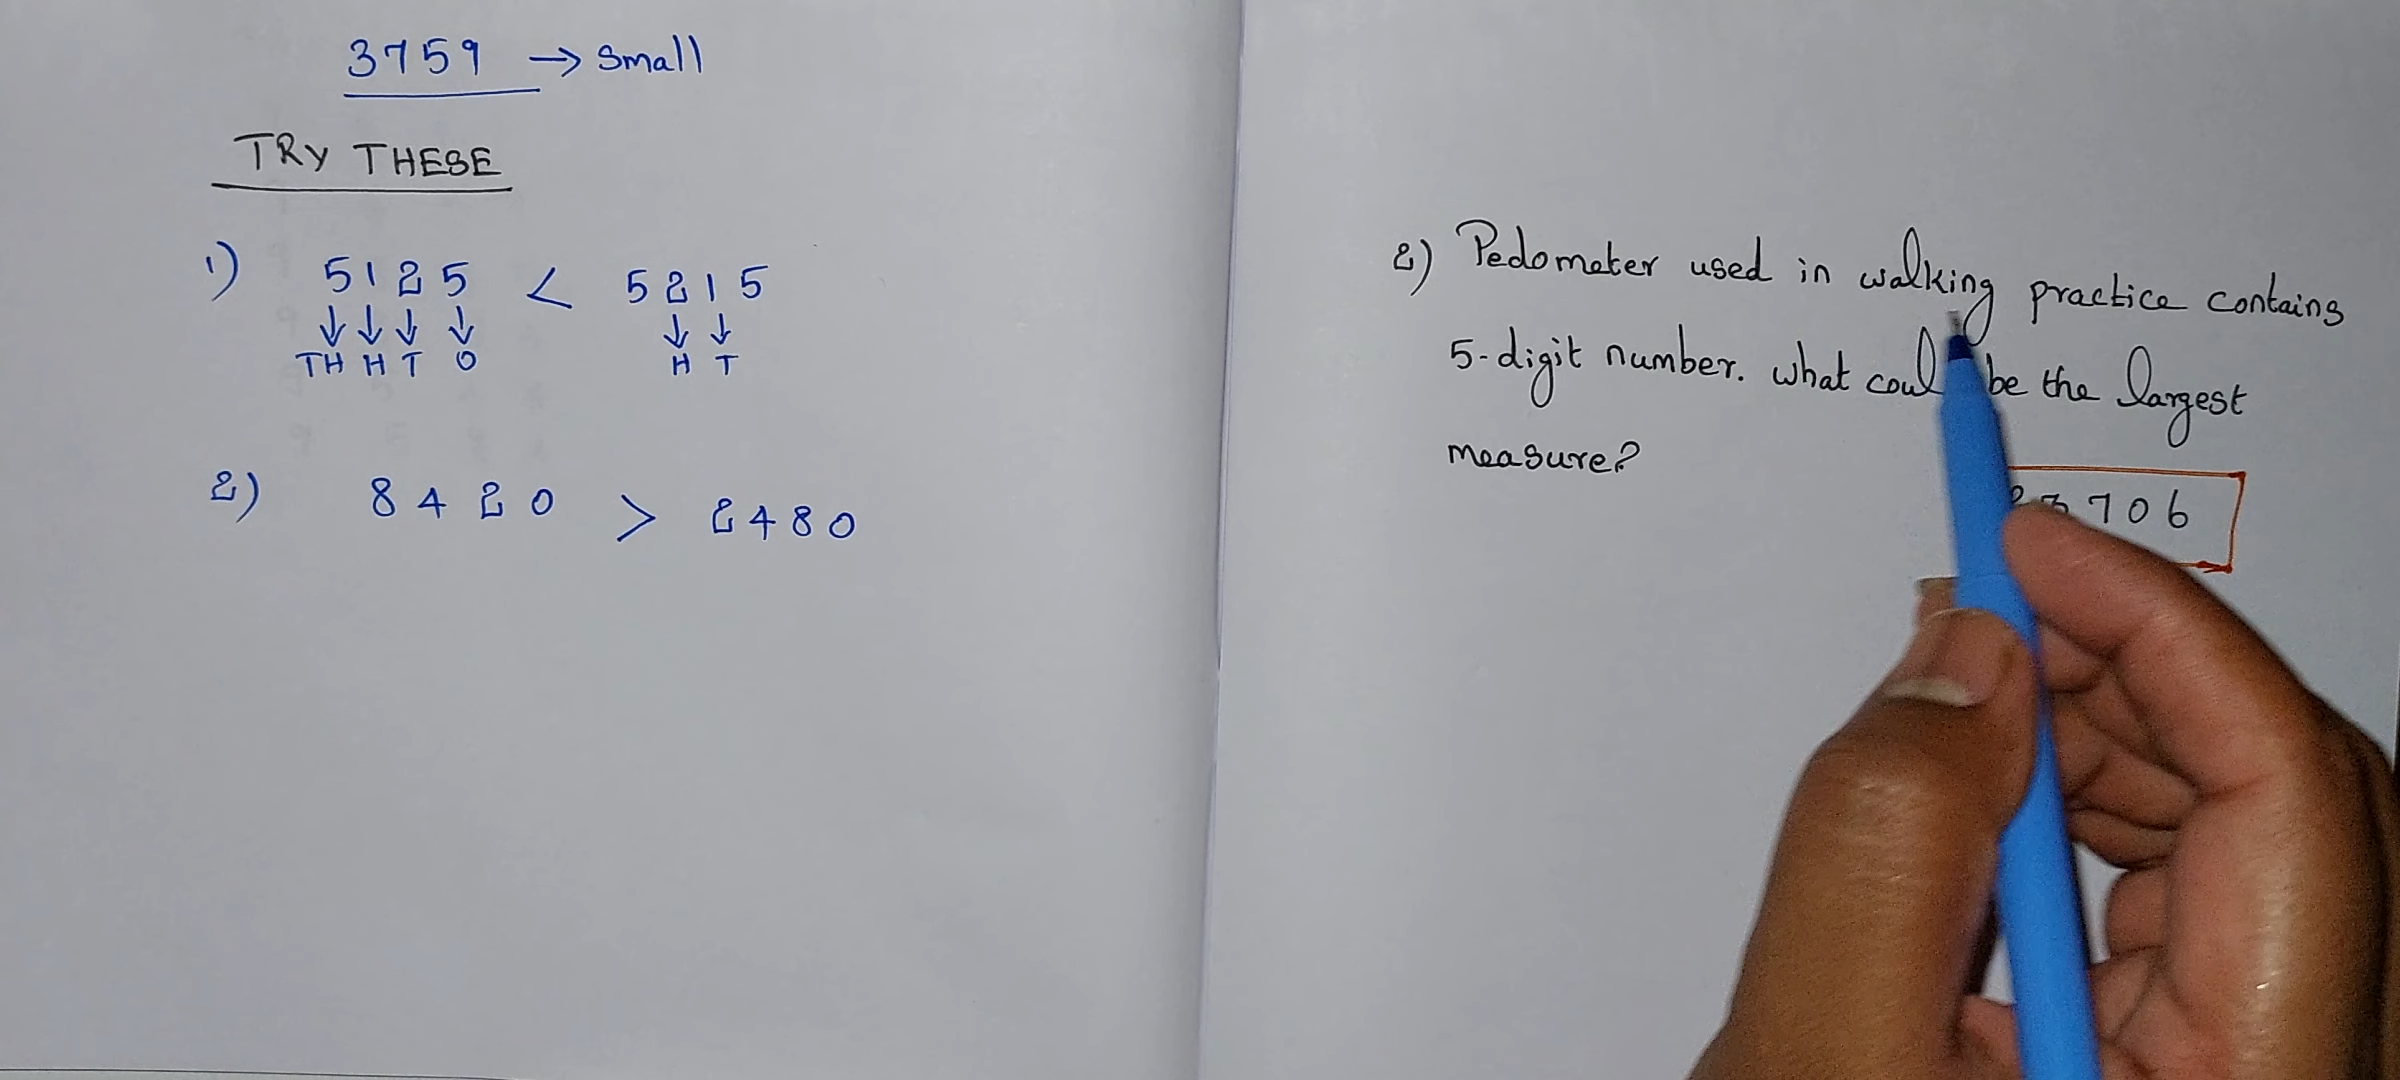 3759 → Small
TRY THESE
1) 5125 < 5215
↓ ↓ ↓ ↓ ↓ ↓
TH H T O H T
2) 8420 > 2480
2) Pedometer used in walking practice contains
5-digit number. what could be the largest
measure?
706